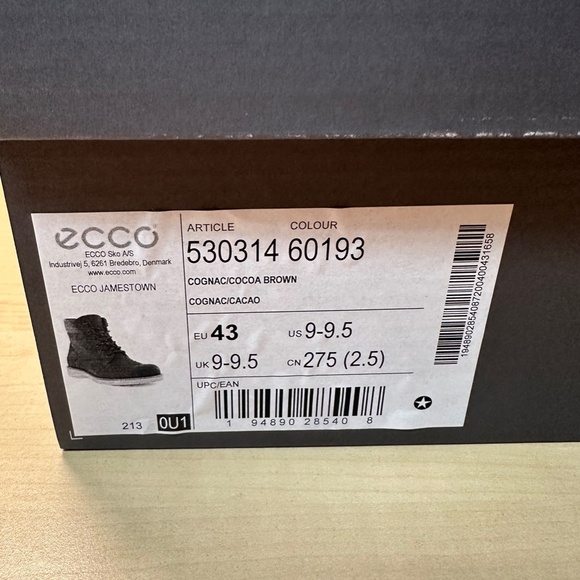 ecco
ECCO Sko A/S
Industrivej 5, 6261 Bredebro, Denmark
www.ecco.com
ECCO JAMESTOWN
213 0U1
ARTICLE COLOUR
530314 60193
COGNAC/COCOA BROWN
COGNAC/CACAO
EU 43 US 9-9.5
UK 9-9.5 CN 275 (2.5)
UPC/EAN
1 94890 28540 8
1948902854087200400431658